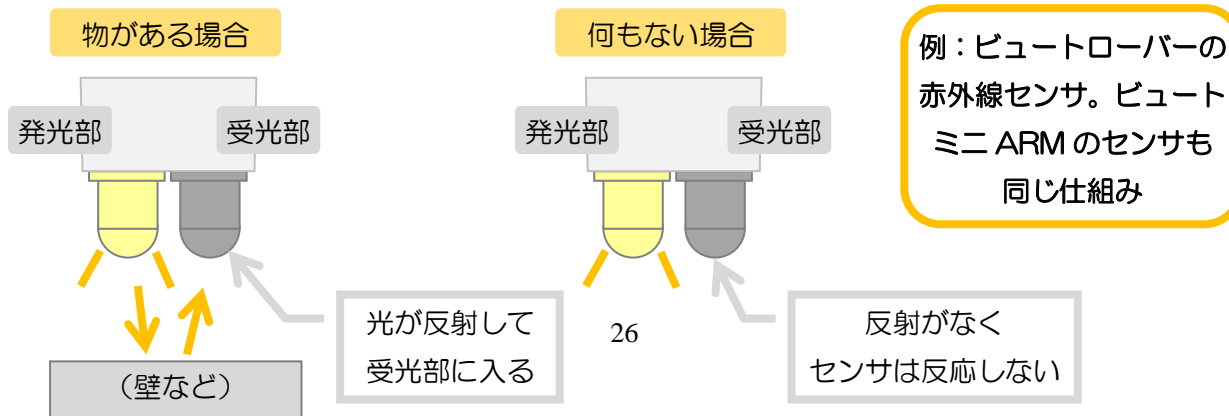 物がある場合
発光部
受光部
光が反射して
受光部に入る
（壁など）
何もない場合
発光部
受光部
反射がなく
センサは反応しない
例：ビュートローバーの
赤外線センサ。ビュート
ミニ ARM のセンサも
同じ仕組み
26